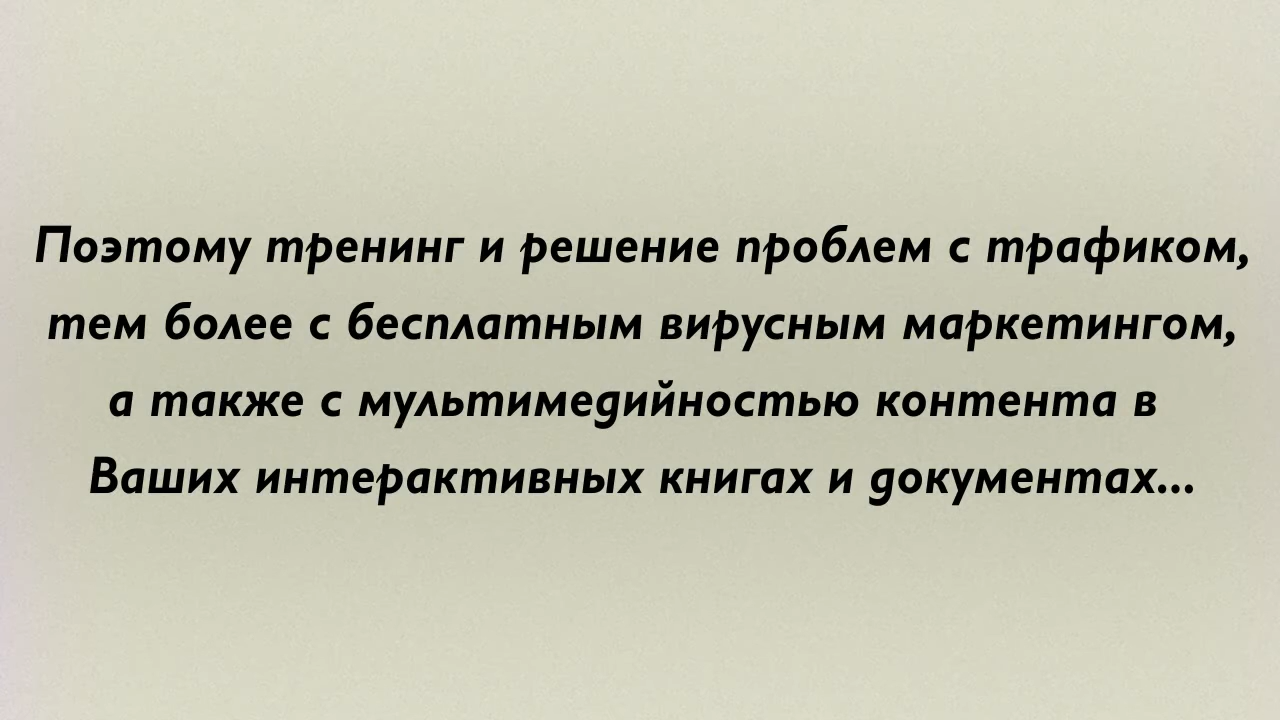 Поэтому тренинг и решение проблем с трафиком,
тем более с бесплатным вирусным маркетингом,
а также с мультимедийностью контента в
Ваших интерактивных книгах и документах...